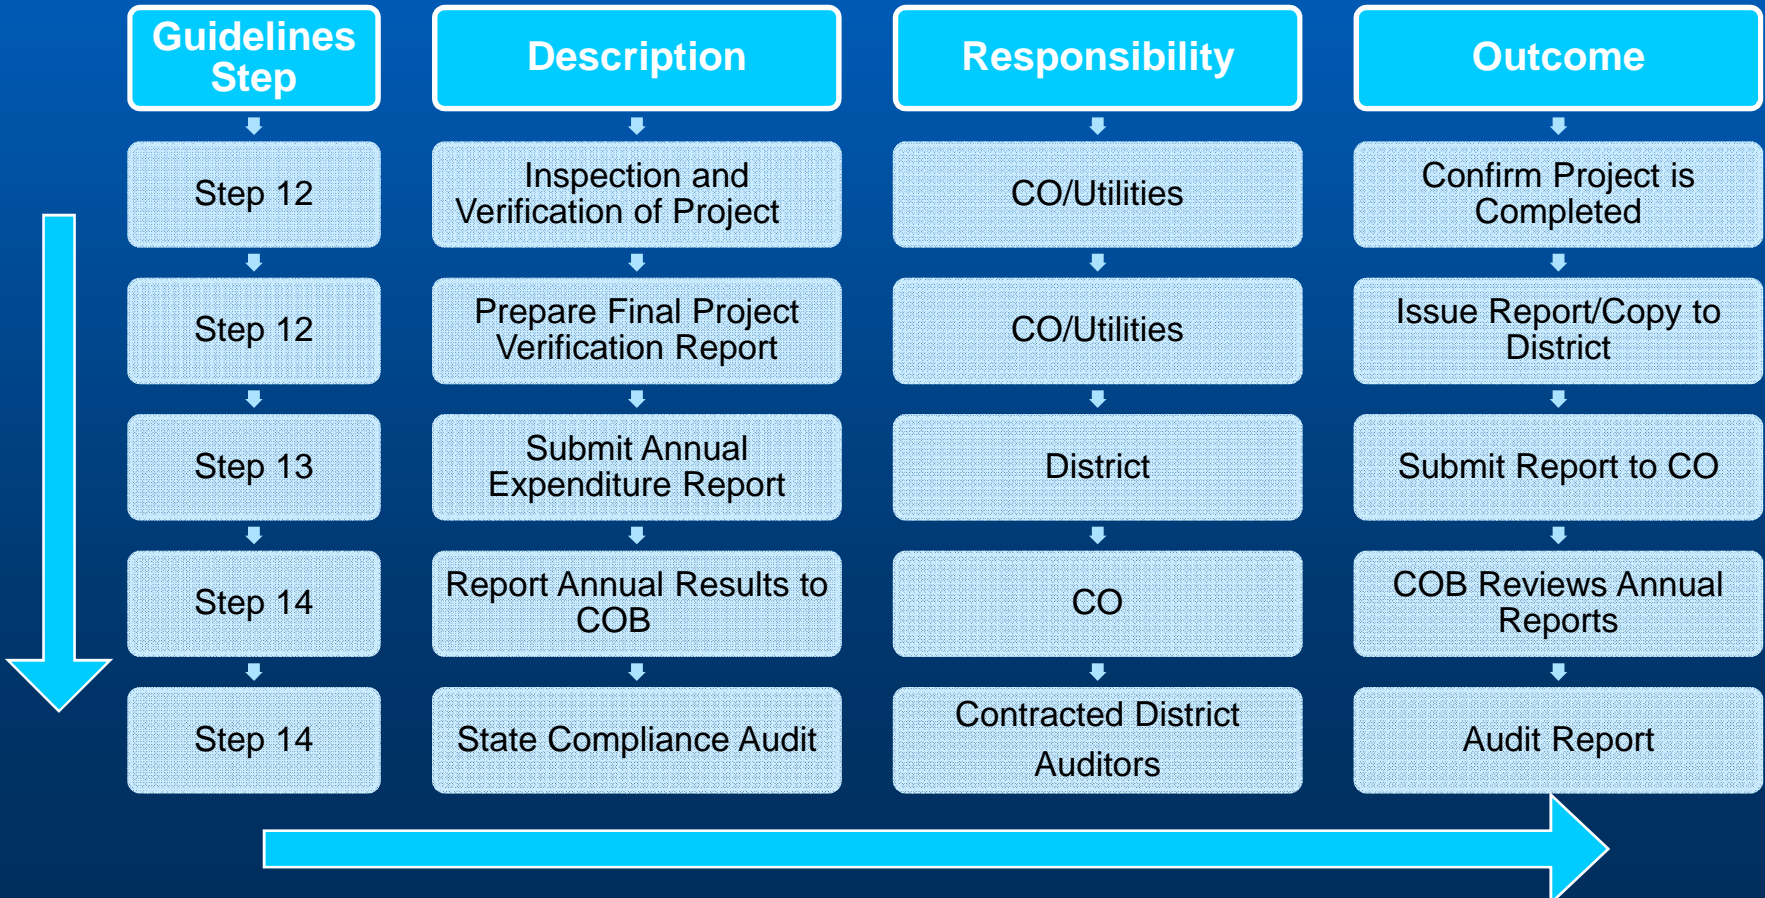 Guidelines
Step
Description
Responsibility
Outcome
Step 12
Inspection and
Verification of Project
CO/Utilities
Confirm Project is
Completed
Step 12
Prepare Final Project
Verification Report
CO/Utilities
Issue Report/Copy to
District
Step 13
Submit Annual
Expenditure Report
District
Submit Report to CO
Step 14
Report Annual Results to
COB
CO
COB Reviews Annual
Reports
Step 14
State Compliance Audit
Contracted District
Auditors
Audit Report